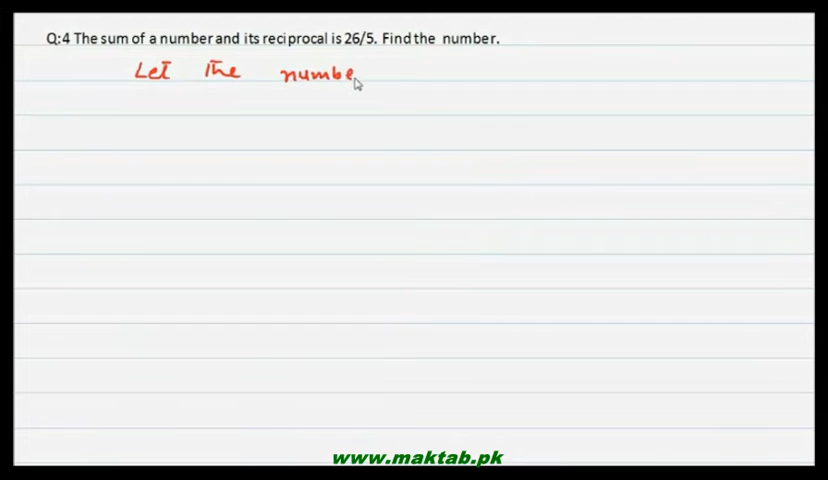 Q:4 The sum of a number and its reciprocal is 26/5. Find the number.
Let the numbe
www.maktab.pk